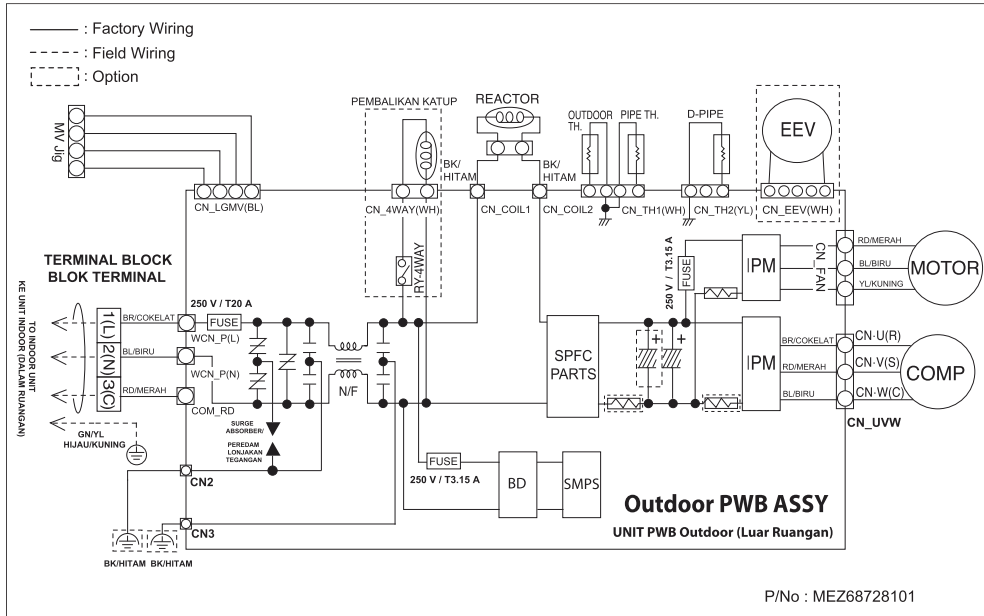 : Factory Wiring
: Field Wiring
: Option
MV Jig
PEMBALIKAN KATUP
REACTOR
OUTDOOR TH.
PIPE TH.
D-PIPE
EEV
BK/
HITAM
BK/
HITAM
CN_LGMV(BL)
CN_4WAY(WH)
CN_COIL1
CN_COIL2
CN_TH1(WH)
CN_TH2(YL)
CN_EEV(WH)
RY-4WAY
250 V / T3.15 A
FUSE
IPM
CN_FAN
RD/MERAH
BL/BIRU
YL/KUNING
MOTOR
TERMINAL BLOCK
BLOK TERMINAL
KE UNIT INDOOR (DALAM RUANGAN)
TO INDOOR UNIT
1(L)
2(N)
3(C)
BR/COKELAT
BL/BIRU
RD/MERAH
GN/YL
HIJAU/KUNING
250 V / T20 A
FUSE
WCN_P(L)
WCN_P(N)
COM_RD
N/F
SURGE
ABSORBER/
PEREDAM
LONJAKAN
TEGANGAN
SPFC
PARTS
+
+
IPM
BR/COKELAT
RD/MERAH
BL/BIRU
CN-U(R)
CN-V(S)
CN-W(C)
COMP
CN_UVW
FUSE
250 V / T3.15 A
BD
SMPS
CN2
CN3
BK/HITAM
BK/HITAM
Outdoor PWB ASSY
UNIT PWB Outdoor (Luar Ruangan)
P/No : MEZ68728101